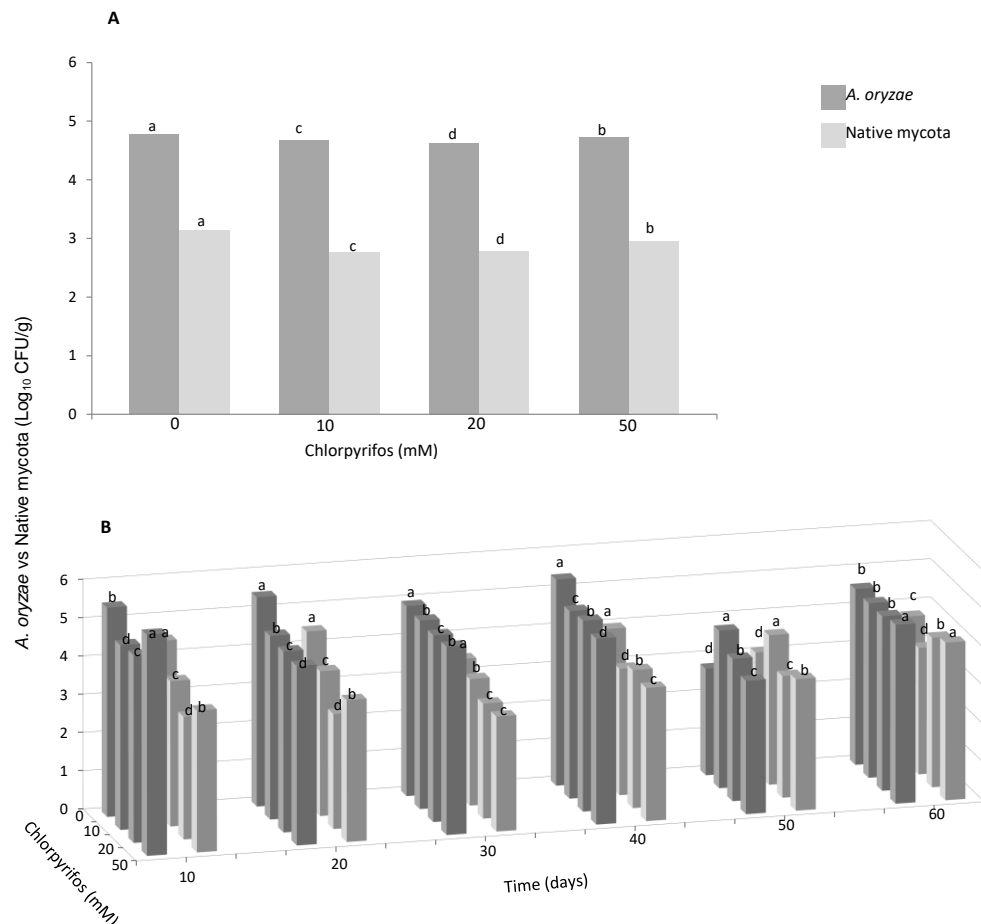 A
6
5
4
3
2
1
0
a
a
c
c
d
d
b
b
0
10
20
50
Chlorpyrifos (mM)
A. oryzae
Native mycota
A. oryzae vs Native mycota (Log₁₀ CFU/g)
B
6
5
4
3
2
1
0
b
d
c
a
a
c
d
b
a
b
c
d
a
c
d
b
a
b
c
b
a
b
c
c
a
c
b
d
a
d
b
c
d
a
b
c
d
a
c
b
b
b
b
a
c
d
b
a
0
10
20
50
Chlorpyrifos (mM)
10
20
30
40
50
60
Time (days)